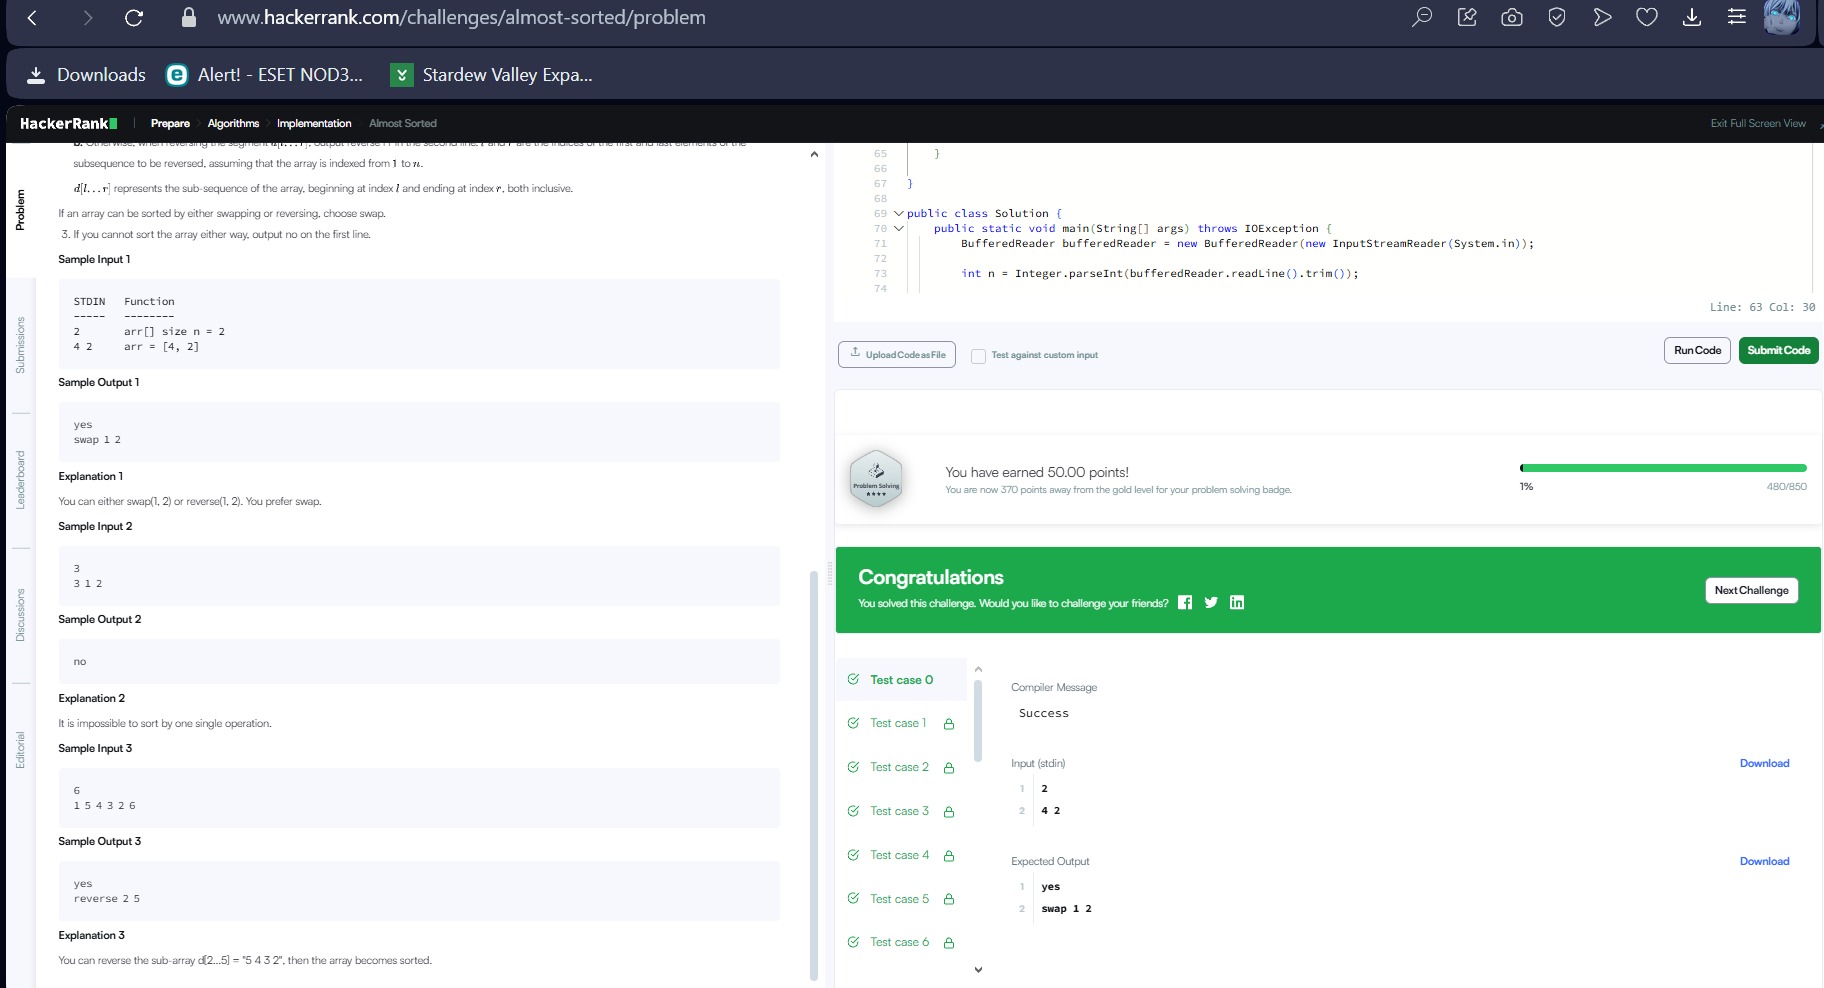 www.hackerrank.com/challenges/almost-sorted/problem
Downloads
Alert! - ESET NOD3...
Stardew Valley Expa...
HackerRank
Prepare
Algorithms
Implementation
Almost Sorted
Exit Full Screen View
Problem
Submissions
Leaderboard
Discussions
Editorial
b. Otherwise, when reversing the segment d[l...r], output reverse l r in the second line. l and r are the indices of the first and last elements of the
subsequence to be reversed, assuming that the array is indexed from 1 to n.
d[l...r] represents the sub-sequence of the array, beginning at index l and ending at index r, both inclusive.
If an array can be sorted by either swapping or reversing, choose swap.
3. If you cannot sort the array either way, output no on the first line.
Sample Input 1
STDIN   Function
-----   --------
2       arr[] size n = 2
4 2     arr = [4, 2]
Sample Output 1
yes
swap 1 2
Explanation 1
You can either swap(1, 2) or reverse(1, 2). You prefer swap.
Sample Input 2
3
3 1 2
Sample Output 2
no
Explanation 2
It is impossible to sort by one single operation.
Sample Input 3
6
1 5 4 3 2 6
Sample Output 3
yes
reverse 2 5
Explanation 3
You can reverse the sub-array d[2...5] = "5 4 3 2", then the array becomes sorted.
65 }
66
67 }
68
69 public class Solution {
70 public static void main(String[] args) throws IOException {
71 BufferedReader bufferedReader = new BufferedReader(new InputStreamReader(System.in));
72
73 int n = Integer.parseInt(bufferedReader.readLine().trim());
74
Line: 63 Col: 30
Upload Code as File
Test against custom input
Run Code
Submit Code
Problem Solving
You have earned 50.00 points!
You are now 370 points away from the gold level for your problem solving badge.
1%
480/850
Congratulations
You solved this challenge. Would you like to challenge your friends?
Next Challenge
Test case 0
Test case 1
Test case 2
Test case 3
Test case 4
Test case 5
Test case 6
Compiler Message
Success
Input (stdin)
Download
1 2
2 4 2
Expected Output
Download
1 yes
2 swap 1 2